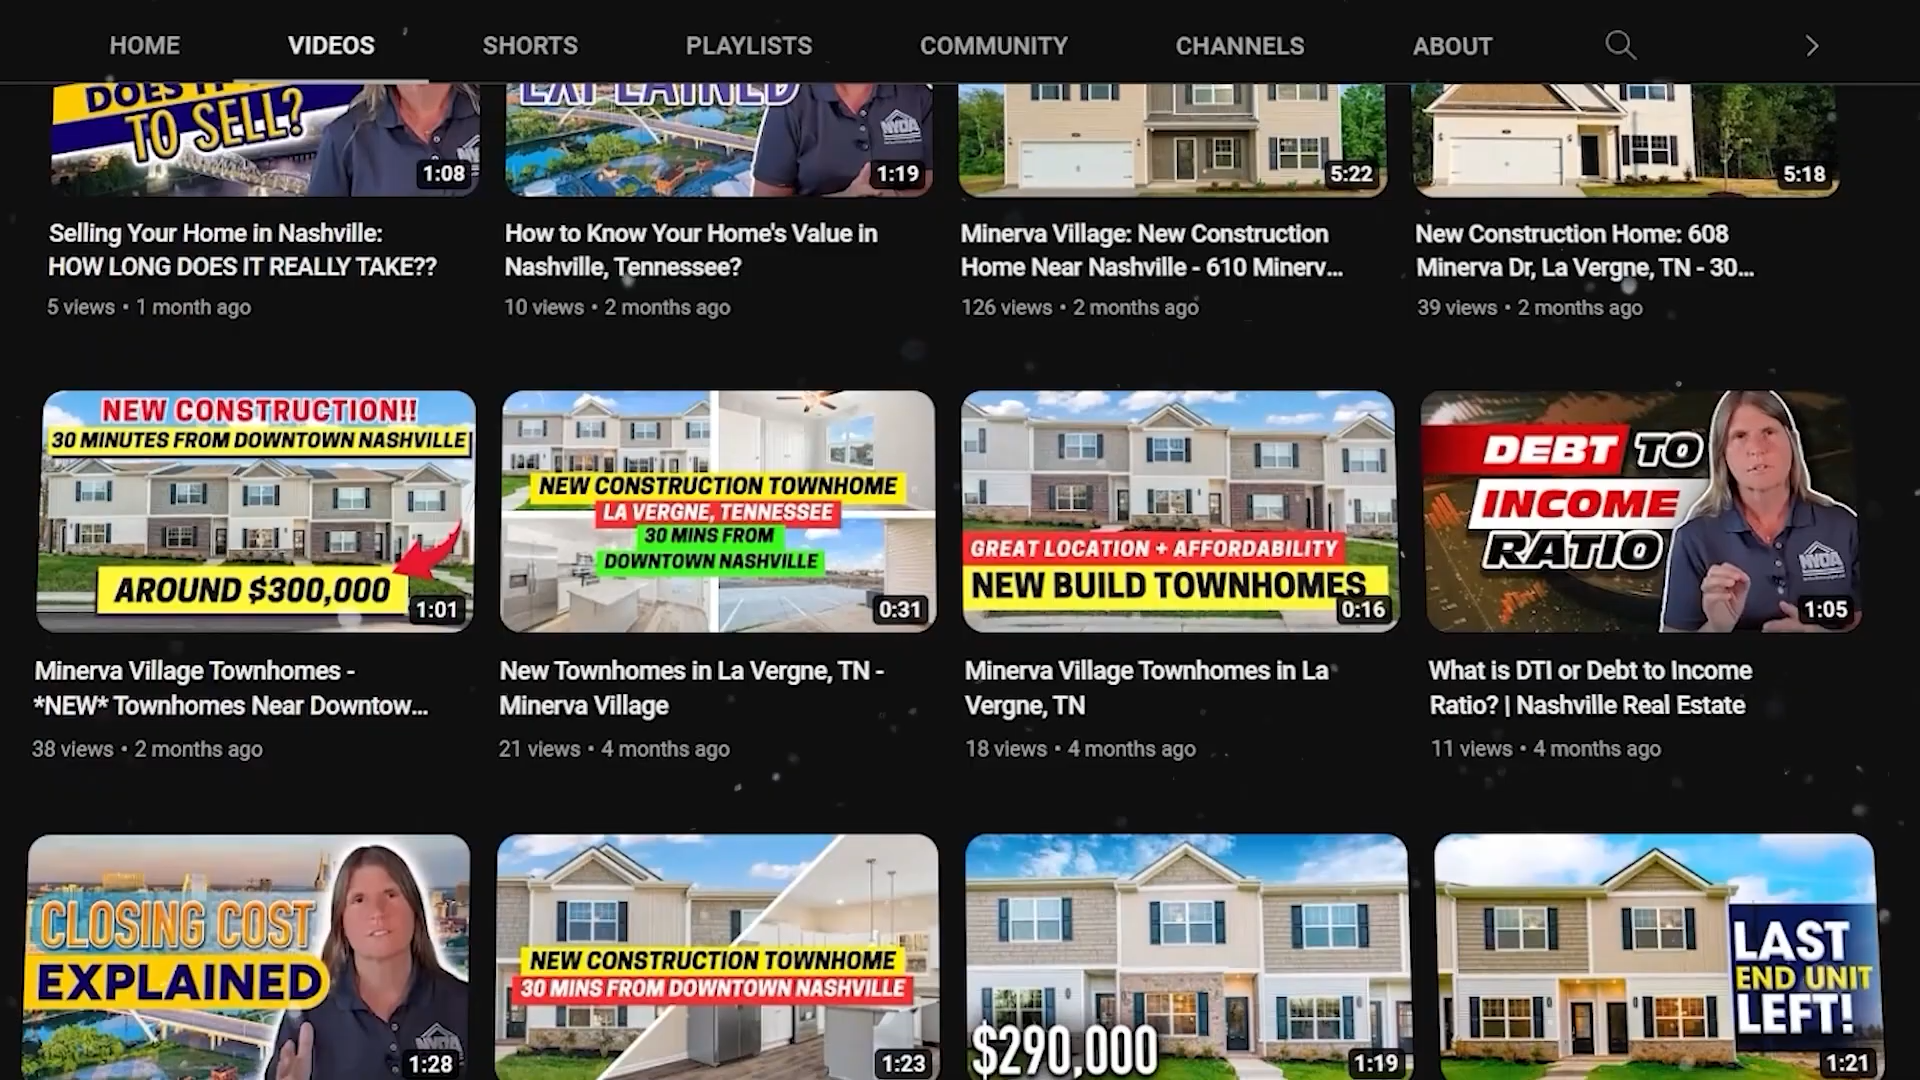 HOME
VIDEOS
SHORTS
PLAYLISTS
COMMUNITY
CHANNELS
ABOUT
TO SELL?
1:08
EXPLAINED
1:19
5:22
5:18
Selling Your Home in Nashville:
HOW LONG DOES IT REALLY TAKE??
5 views • 1 month ago
How to Know Your Home's Value in
Nashville, Tennessee?
10 views • 2 months ago
Minerva Village: New Construction
Home Near Nashville - 610 Minerv...
126 views • 2 months ago
New Construction Home: 608
Minerva Dr, La Vergne, TN - 30...
39 views • 2 months ago
NEW CONSTRUCTION!!
30 MINUTES FROM DOWNTOWN NASHVILLE
AROUND $300,000
1:01
NEW CONSTRUCTION TOWNHOME
LA VERGNE, TENNESSEE
30 MINS FROM
DOWNTOWN NASHVILLE
0:31
GREAT LOCATION + AFFORDABILITY
NEW BUILD TOWNHOMES
0:16
DEBT TO
INCOME
RATIO
1:05
Minerva Village Townhomes -
*NEW* Townhomes Near Downtow...
38 views • 2 months ago
New Townhomes in La Vergne, TN -
Minerva Village
21 views • 4 months ago
Minerva Village Townhomes in La
Vergne, TN
18 views • 4 months ago
What is DTI or Debt to Income
Ratio? | Nashville Real Estate
11 views • 4 months ago
CLOSING COST
EXPLAINED
1:28
NEW CONSTRUCTION TOWNHOME
30 MINS FROM DOWNTOWN NASHVILLE
1:23
$290,000
1:19
LAST
END UNIT
LEFT!
1:21